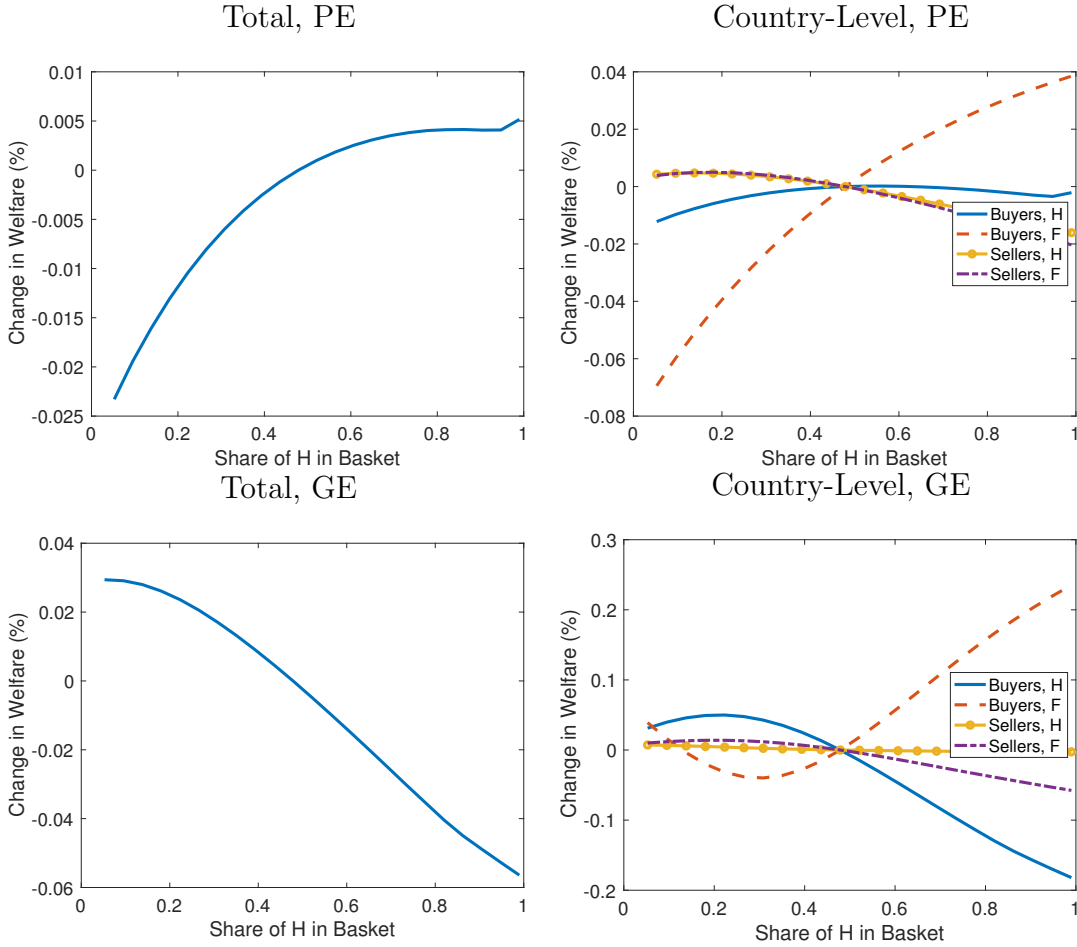 Total, PE
Country-Level, PE
0.01
0.005
0
-0.005
-0.01
-0.015
-0.02
-0.025
Change in Welfare (%)
0
0.2
0.4
0.6
0.8
1
Share of H in Basket
0.04
0.02
0
-0.02
-0.04
-0.06
-0.08
Change in Welfare (%)
Buyers, H
Buyers, F
Sellers, H
Sellers, F
0
0.2
0.4
0.6
0.8
1
Share of H in Basket
Total, GE
Country-Level, GE
0.04
0.02
0
-0.02
-0.04
-0.06
Change in Welfare (%)
0
0.2
0.4
0.6
0.8
1
Share of H in Basket
0.3
0.2
0.1
0
-0.1
-0.2
Change in Welfare (%)
Buyers, H
Buyers, F
Sellers, H
Sellers, F
0
0.2
0.4
0.6
0.8
1
Share of H in Basket